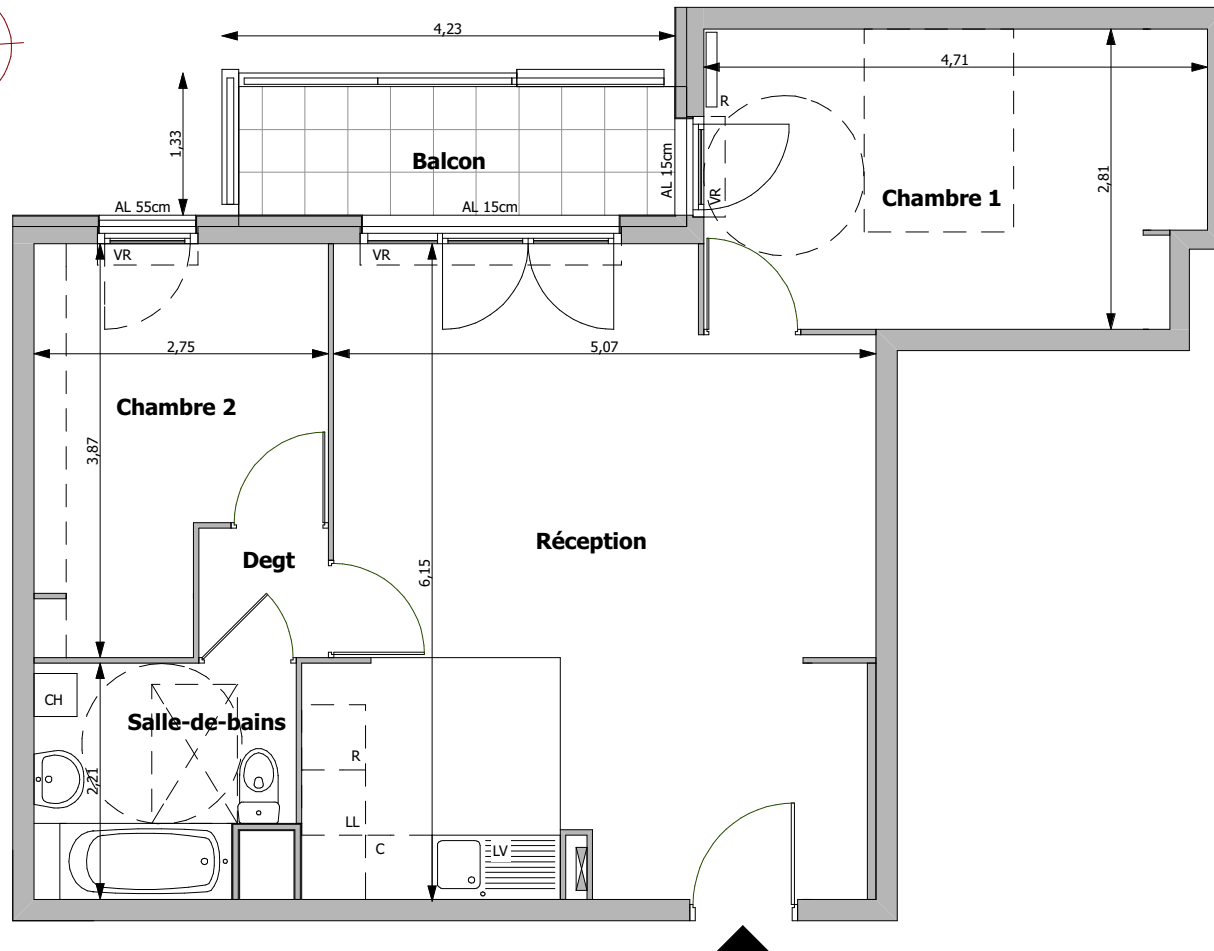 4,23
4,71
R
1,33
Balcon
AL 15cm
VR
Chambre 1
2,81
AL 55cm
AL 15cm
VR
VR
2,75
5,07
Chambre 2
3,87
Réception
Degt
6,15
CH
Salle-de-bains
2,21
R
LL
C
LV